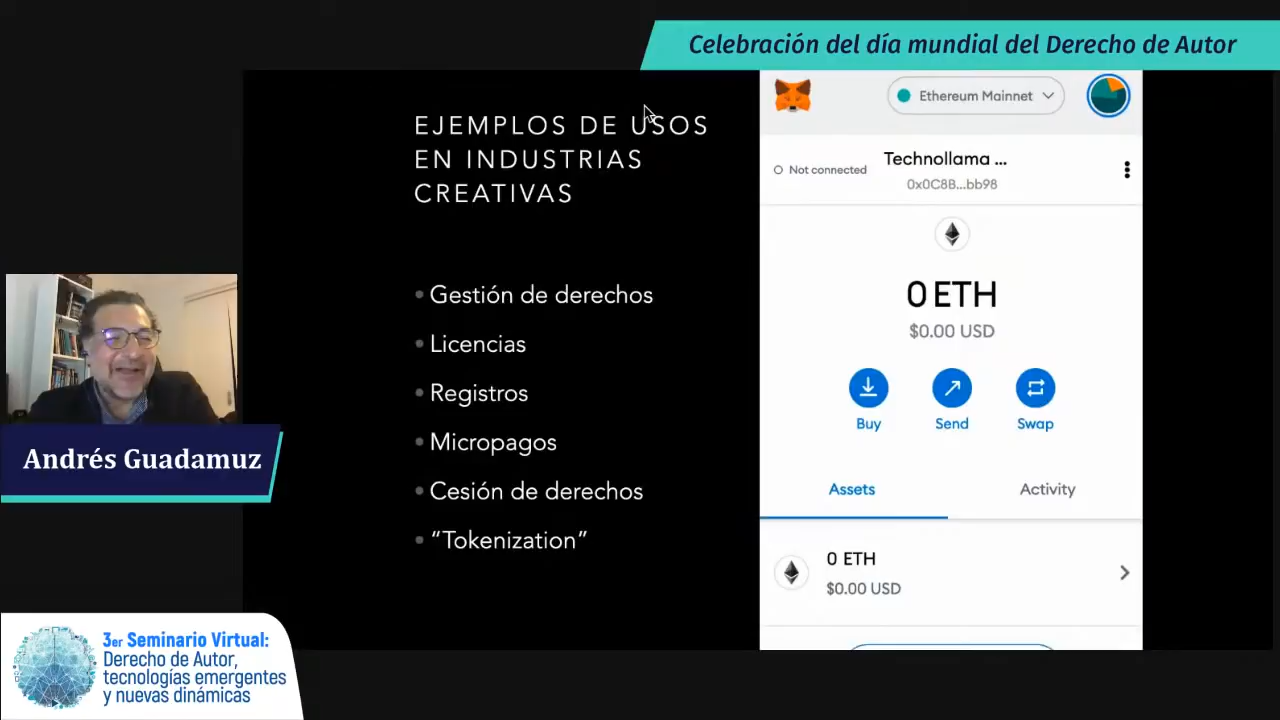 Celebración del día mundial del Derecho de Autor
EJEMPLOS DE USOS
EN INDUSTRIAS
CREATIVAS
• Gestión de derechos
• Licencias
• Registros
• Micropagos
• Cesión de derechos
• “Tokenization”
Ethereum Mainnet
Not connected
Technollama ...
0x0C8B...bb98
0 ETH
$0.00 USD
Buy
Send
Swap
Assets
Activity
0 ETH
$0.00 USD
Andrés Guadamuz
3er Seminario Virtual:
Derecho de Autor,
tecnologías emergentes
y nuevas dinámicas